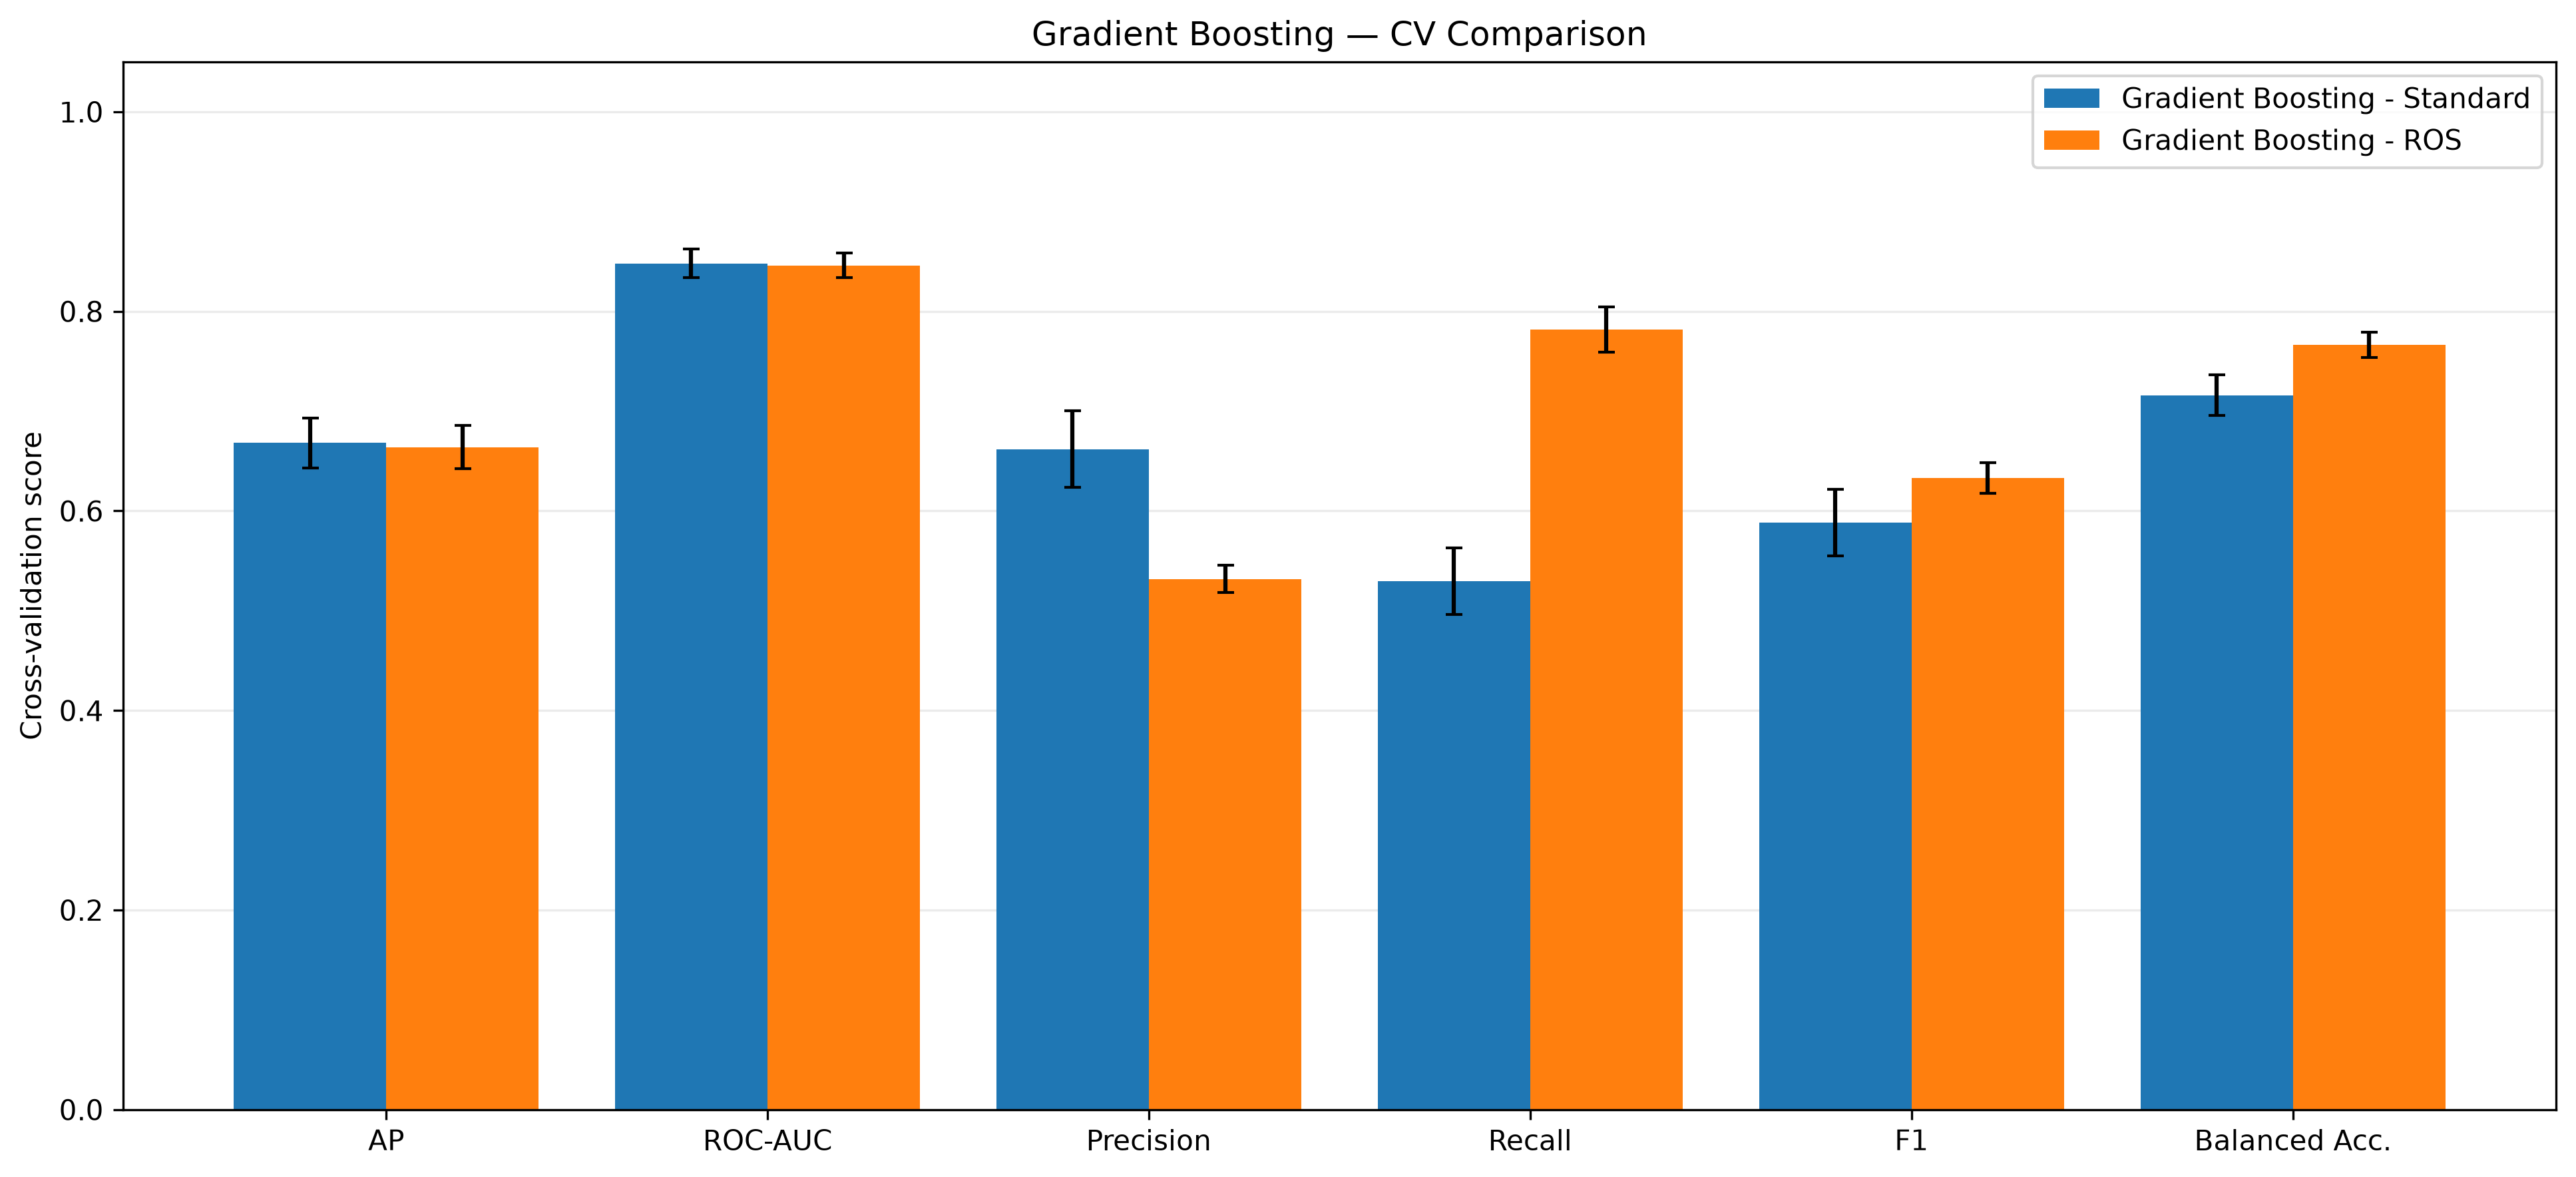 Gradient Boosting — CV Comparison
Gradient Boosting - Standard
Gradient Boosting - ROS
Cross-validation score
1.0
0.8
0.6
0.4
0.2
0.0
AP ROC-AUC Precision Recall F1 Balanced Acc.